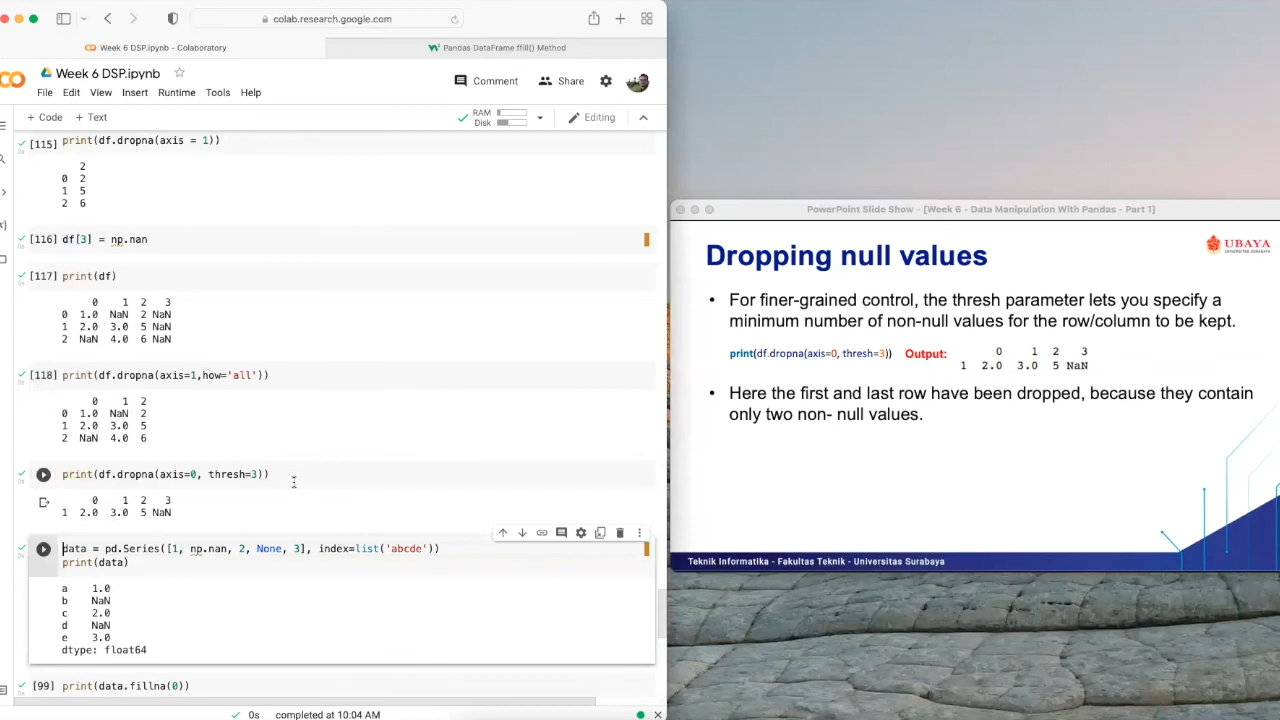 colab.research.google.com
Week 6 DSP.ipynb - Colaboratory
Pandas DataFrame ffill() Method
Week 6 DSP.ipynb
Comment
Share
File Edit View Insert Runtime Tools Help
+ Code + Text
RAM
Disk
Editing
[115] print(df.dropna(axis = 1))
2
0 2
1 5
2 6
[116] df[3] = np.nan
[117] print(df)
0 1 2 3
0 1.0 NaN 2 NaN
1 2.0 3.0 5 NaN
2 NaN 4.0 6 NaN
[118] print(df.dropna(axis=1,how='all'))
0 1 2
0 1.0 NaN 2
1 2.0 3.0 5
2 NaN 4.0 6
print(df.dropna(axis=0, thresh=3))
0 1 2 3
1 2.0 3.0 5 NaN
data = pd.Series([1, np.nan, 2, None, 3], index=list('abcde'))
print(data)
a 1.0
b NaN
c 2.0
d NaN
e 3.0
dtype: float64
[99] print(data.fillna(0))
0s completed at 10:04 AM
PowerPoint Slide Show - [Week 6 - Data Manipulation With Pandas - Part 1]
UBAYA
UNIVERSITAS SURABAYA
Dropping null values
• For finer-grained control, the thresh parameter lets you specify a
minimum number of non-null values for the row/column to be kept.
print(df.dropna(axis=0, thresh=3)) Output:
0 1 2 3
1 2.0 3.0 5 NaN
• Here the first and last row have been dropped, because they contain
only two non- null values.
Teknik Informatika - Fakultas Teknik - Universitas Surabaya